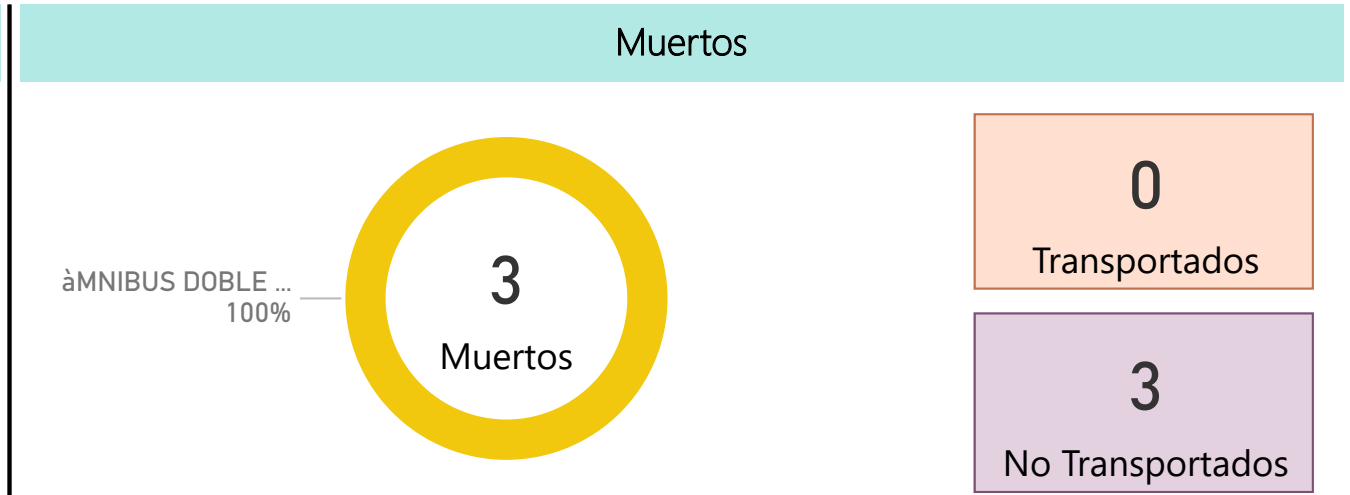 Muertos
àMNIBUS DOBLE ...
100%
3
Muertos
0
Transportados
3
No Transportados